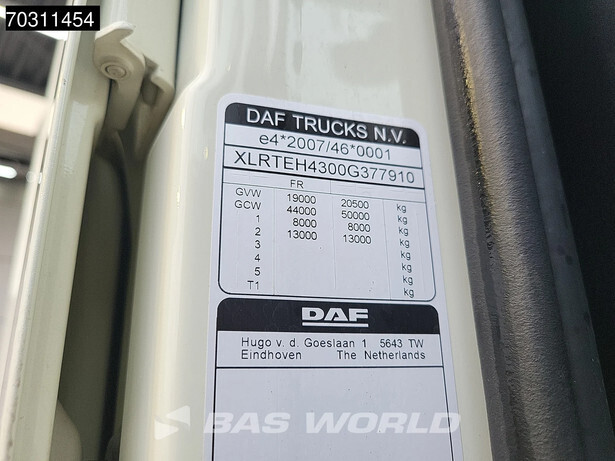 70311454
DAF TRUCKS N.V.
e4*2007/46*0001
XLRTEH4300G377910
FR
GVW 19000 20500 kg
GCW 44000 50000 kg
1 8000 8000 kg
2 13000 13000 kg
3 kg
4 kg
5 kg
T1 kg
DAF
Hugo v. d. Goeslaan 1 5643 TW
Eindhoven The Netherlands
BAS WORLD